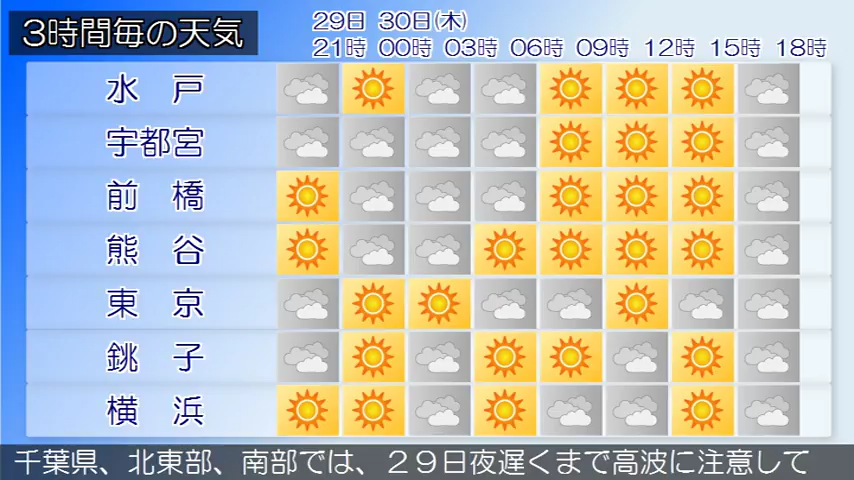 3時間毎の天気
29日 30日(木)
21時 00時 03時 06時 09時 12時 15時 18時
水 戸
宇都宮
前 橋
熊 谷
東 京
銚 子
横 浜
千葉県、北東部、南部では、２９日夜遅くまで高波に注意して